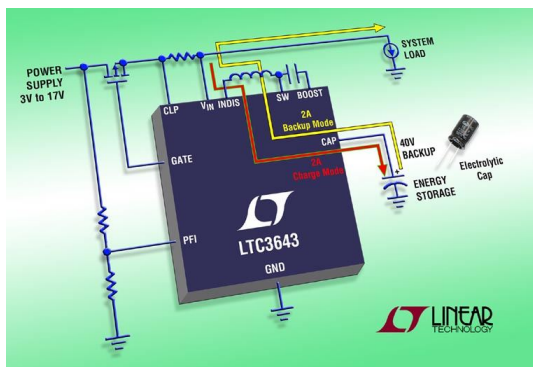 POWER
SUPPLY
3V to 17V
SYSTEM
LOAD
CLP
VIN
INDIS
SW
BOOST
2A
Backup Mode
CAP
GATE
2A
Charge Mode
40V
BACKUP
+
Electrolytic
Cap
ENERGY
STORAGE
PFI
LTC3643
GND
LINEAR
TECHNOLOGY